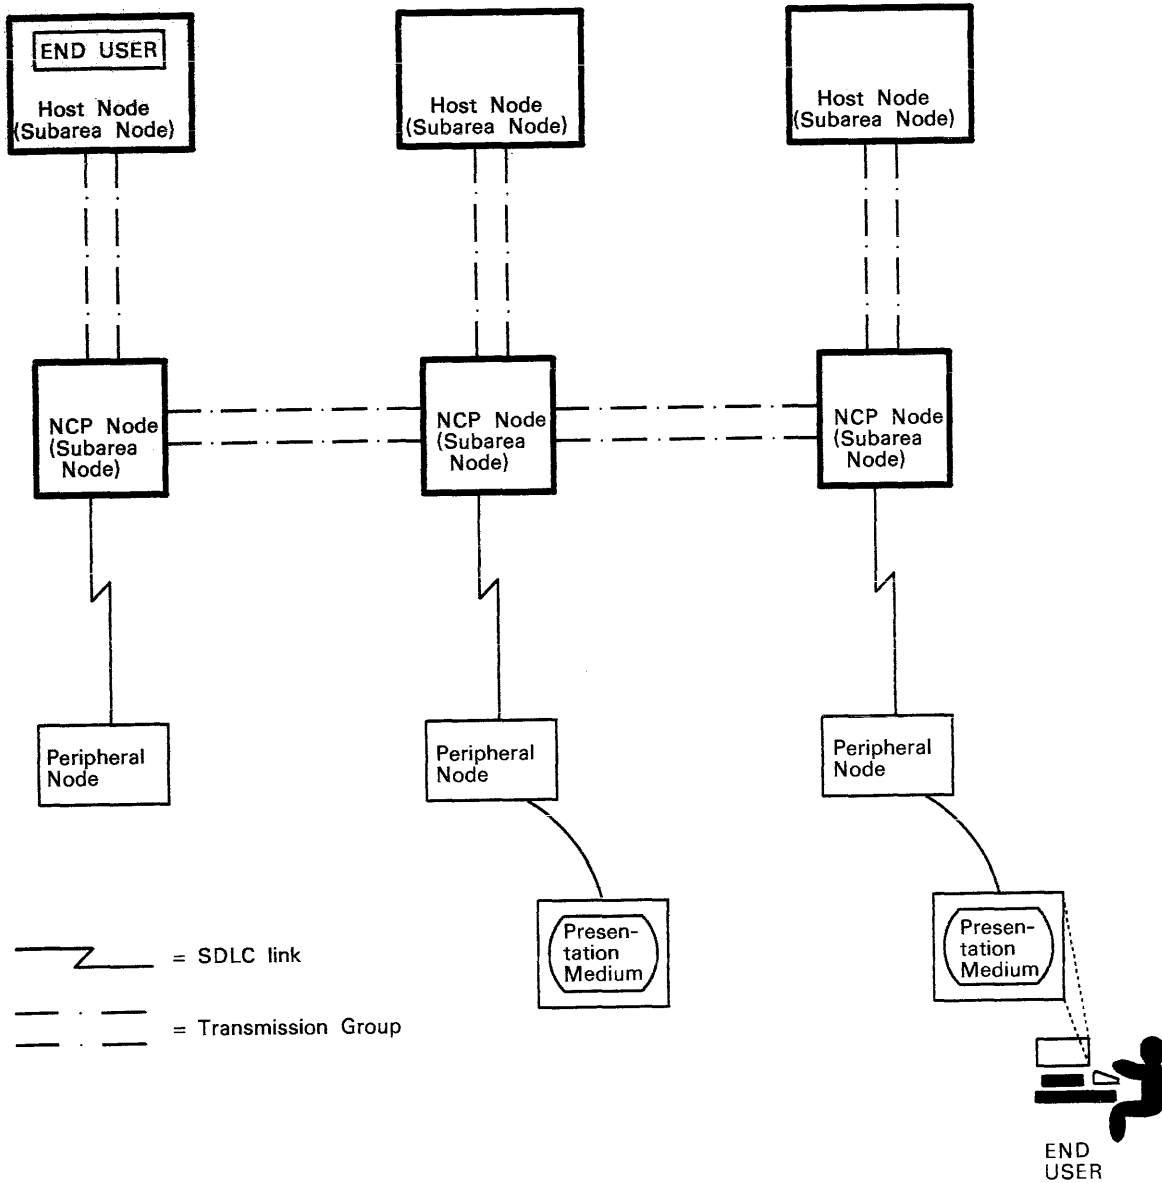 END USER
Host Node
(Subarea Node)
Host Node
(Subarea Node)
Host Node
(Subarea Node)
NCP Node
(Subarea
Node)
NCP Node
(Subarea
Node)
NCP Node
(Subarea
Node)
Peripheral
Node
Peripheral
Node
Peripheral
Node
Presen-
tation
Medium
Presen-
tation
Medium
= SDLC link
= Transmission Group
END
USER